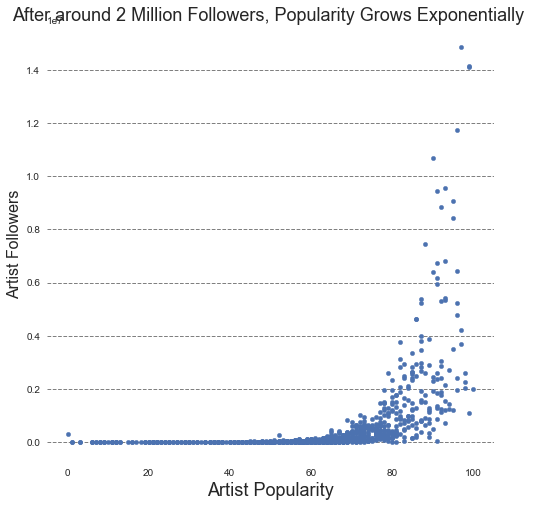 After around 2 Million Followers, Popularity Grows Exponentially
1e7
1.4
1.2
1.0
0.8
0.6
0.4
0.2
0.0
Artist Followers
0 20 40 60 80 100
Artist Popularity